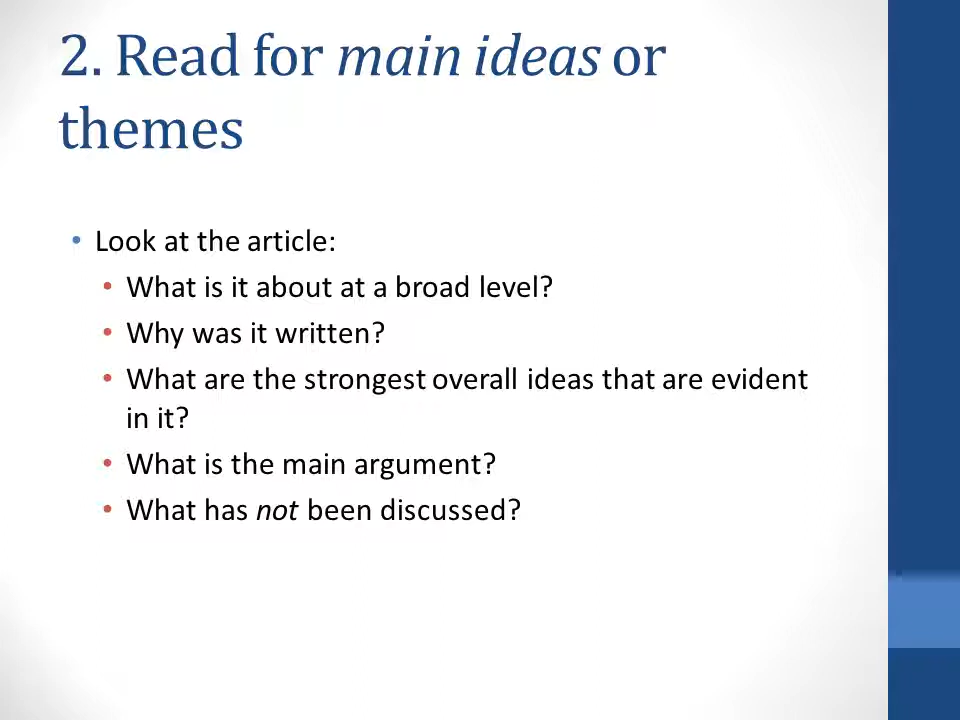 2. Read for main ideas or
themes
• Look at the article:
• What is it about at a broad level?
• Why was it written?
• What are the strongest overall ideas that are evident
in it?
• What is the main argument?
• What has not been discussed?